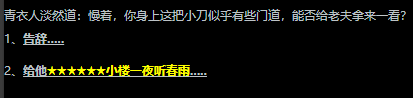 青衣人淡然道：慢着，你身上这把小刀似乎有些门道，能否给老夫拿来一看？
1、告辞.....
2、给他★★★★★★小楼一夜听春雨.....